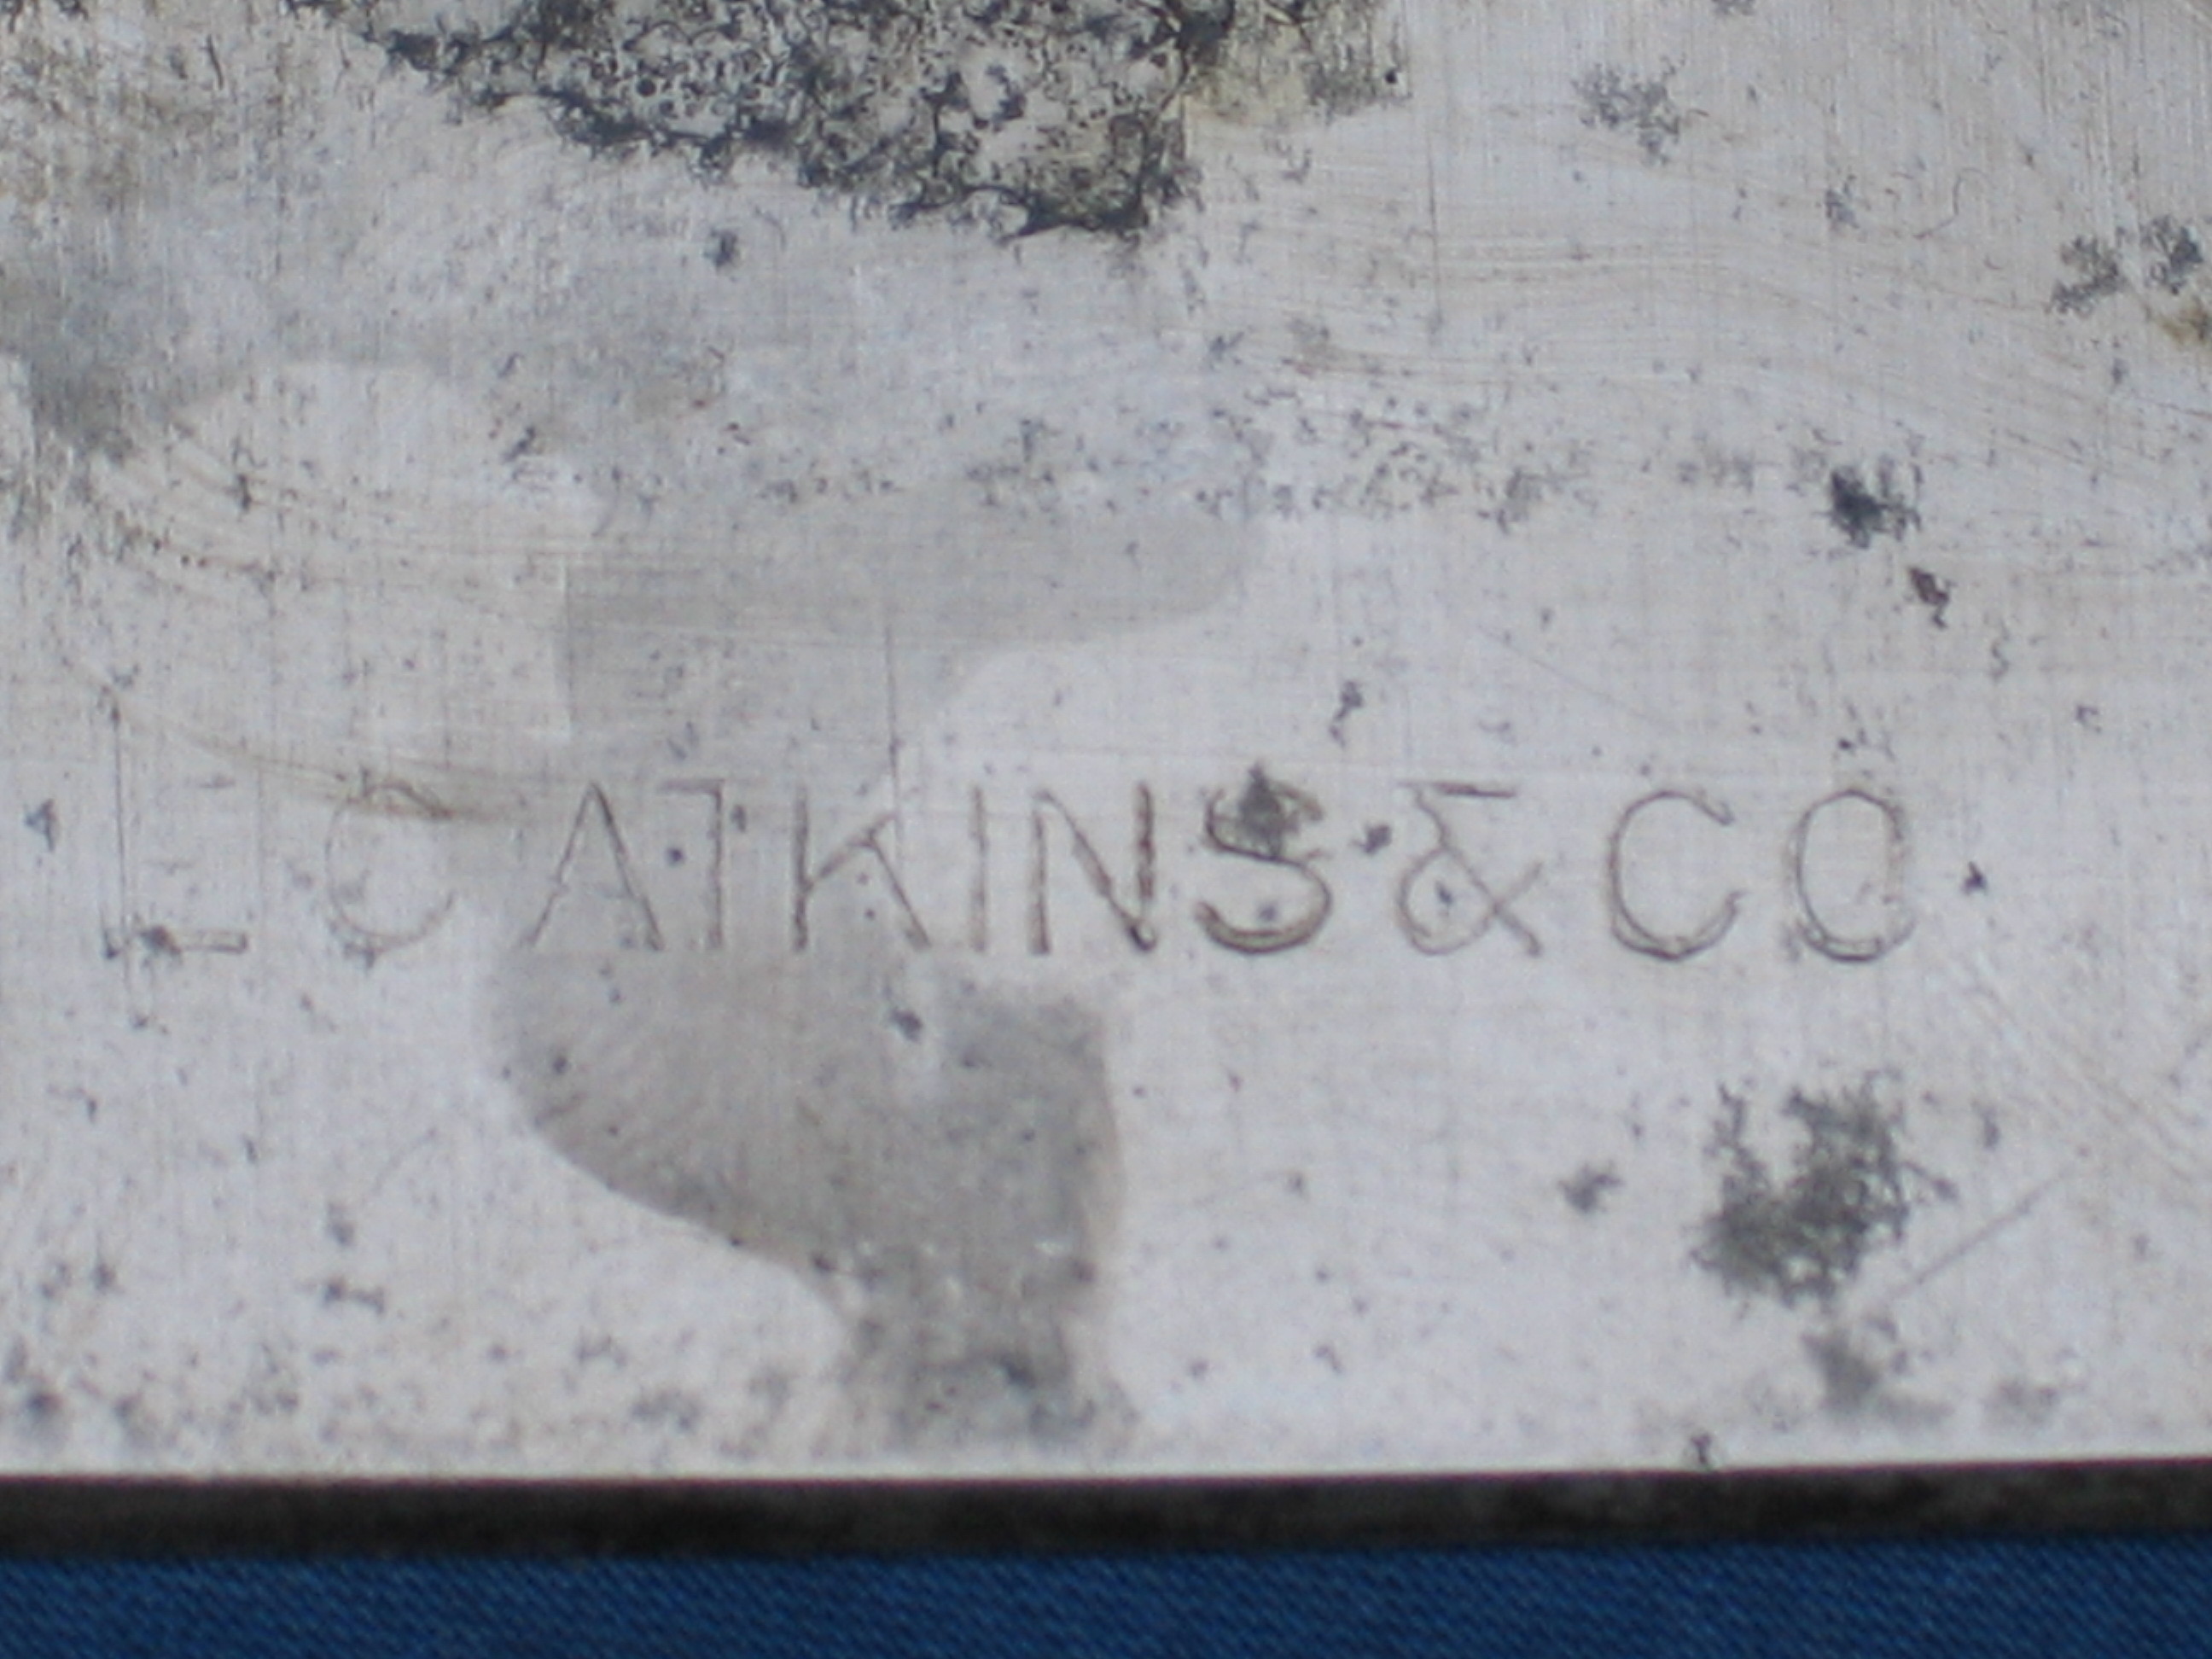 E C ATKINS & CO